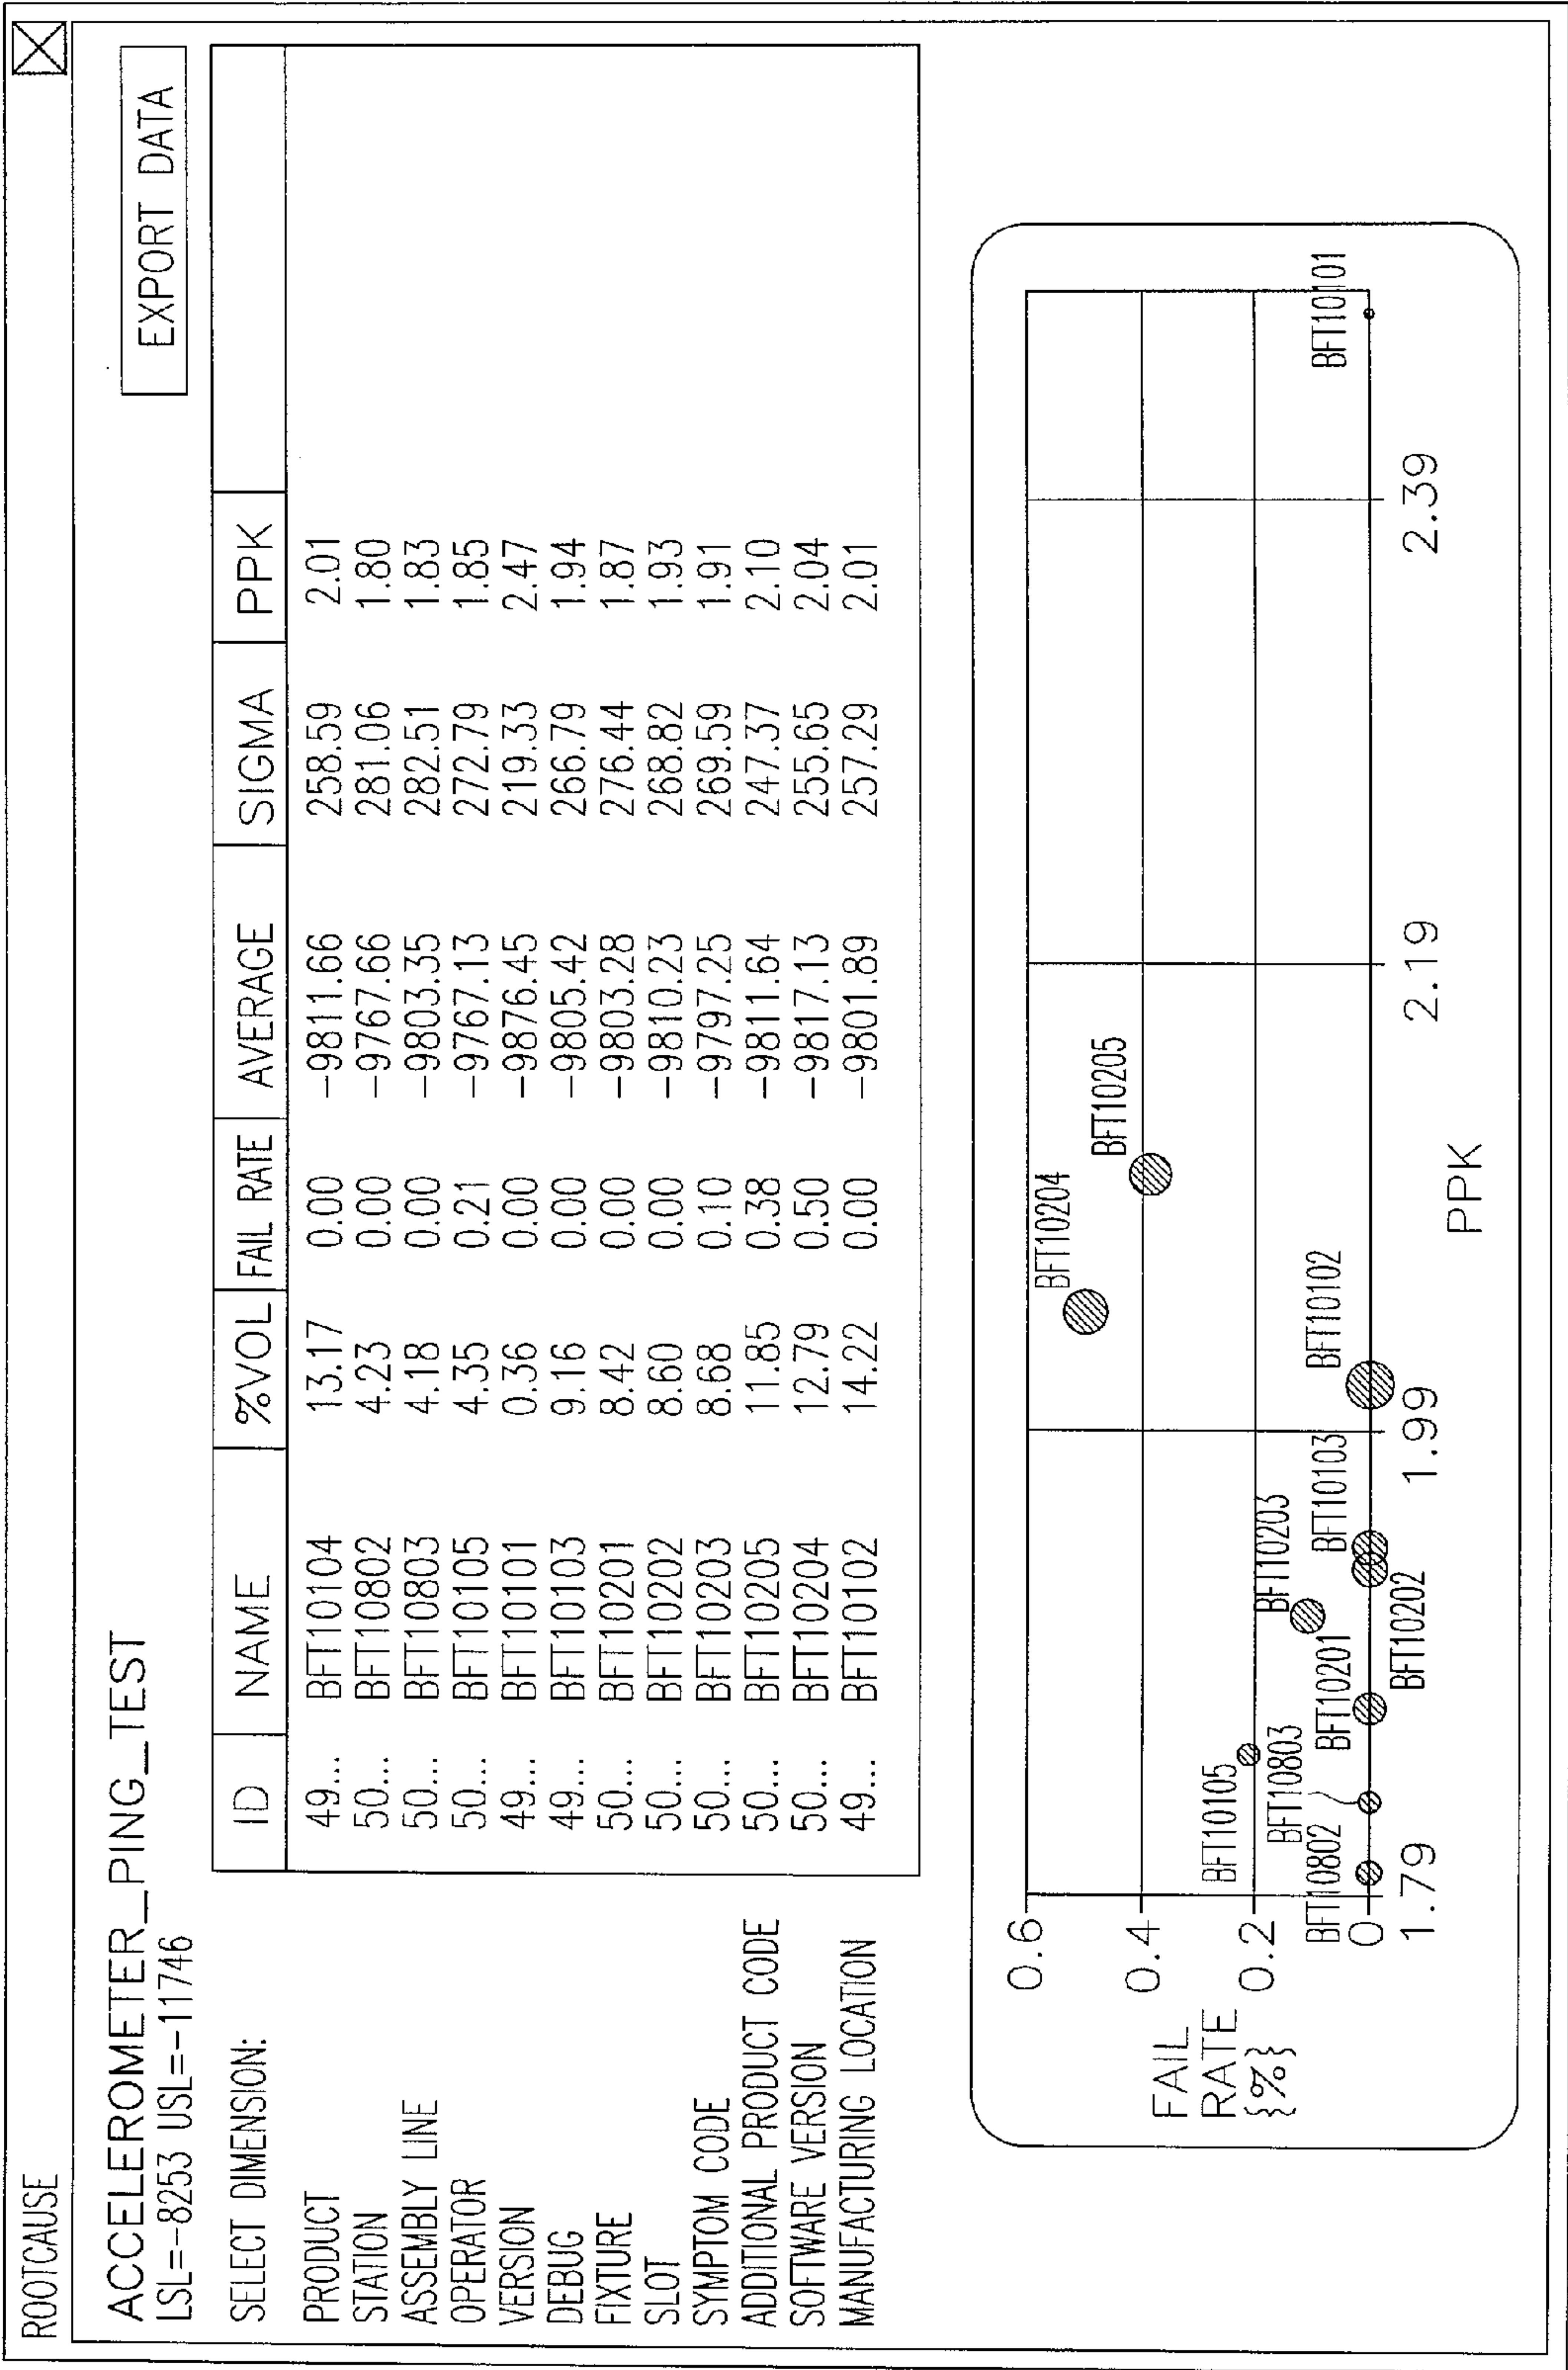 ROOTCAUSE
ACCELEROMETER_PING_TEST
LSL=-8253 USL=-11746
EXPORT DATA
SELECT DIMENSION:
PRODUCT
STATION
ASSEMBLY LINE
OPERATOR
VERSION
DEBUG
FIXTURE
SLOT
SYMPTOM CODE
ADDITIONAL PRODUCT CODE
SOFTWARE VERSION
MANUFACTURING LOCATION
ID NAME %VOL FAIL RATE AVERAGE SIGMA PPK
49... BFT10104 13.17 0.00 -9811.66 258.59 2.01
50... BFT10802 4.23 0.00 -9767.66 281.06 1.80
50... BFT10803 4.18 0.00 -9803.35 282.51 1.83
50... BFT10105 4.35 0.21 -9767.13 272.79 1.85
49... BFT10101 0.36 0.00 -9876.45 219.33 2.47
49... BFT10103 9.16 0.00 -9805.42 266.79 1.94
50... BFT10201 8.42 0.00 -9803.28 276.44 1.87
50... BFT10202 8.60 0.00 -9810.23 268.82 1.93
50... BFT10203 8.68 0.10 -9797.25 269.59 1.91
50... BFT10205 11.85 0.38 -9811.64 247.37 2.10
50... BFT10204 12.79 0.50 -9817.13 255.65 2.04
49... BFT10102 14.22 0.00 -9801.89 257.29 2.01
FAIL
RATE
{%}
0.6
0.4
0.2
0
BFT10204
BFT10205
BFT10105
BFT10203
BFT10803
BFT10802
BFT10201
BFT10103
BFT10102
BFT10101
BFT10202
1.79 1.99 2.19 2.39
PPK